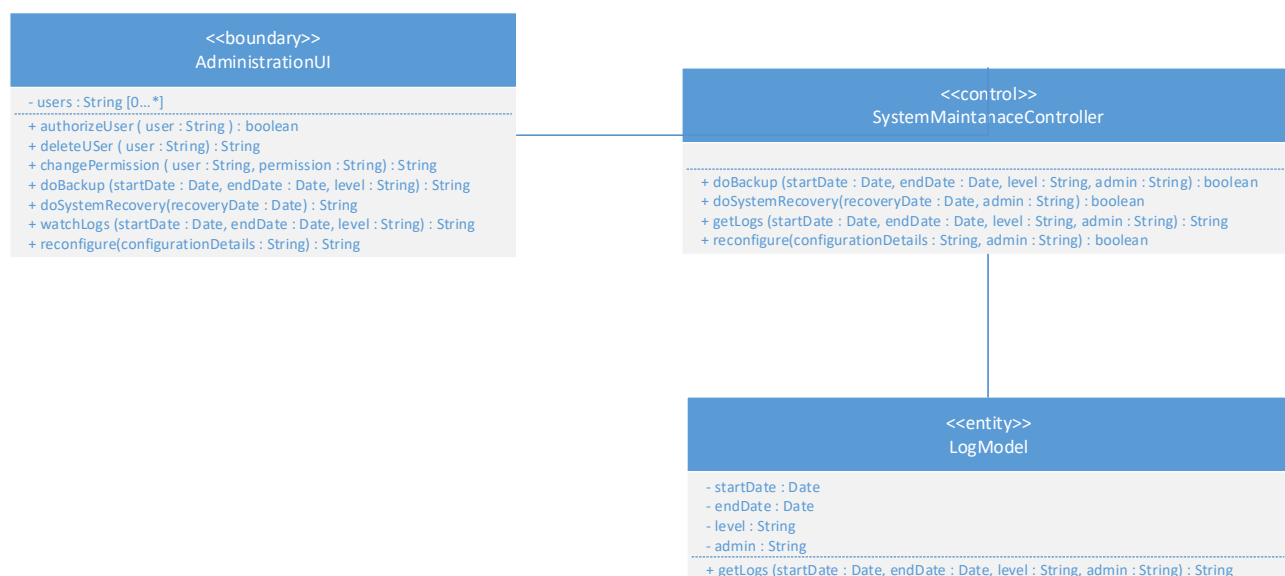 <<boundary>>
AdministrationUI
- users : String [0...*]
+ authorizeUser ( user : String ) : boolean
+ deleteUSer ( user : String) : String
+ changePermission ( user : String, permission : String) : String
+ doBackup (startDate : Date, endDate : Date, level : String) : String
+ doSystemRecovery(recoveryDate : Date) : String
+ watchLogs (startDate : Date, endDate : Date, level : String) : String
+ reconfigure(configurationDetails : String) : String
<<control>>
SystemMaintanaceController
+ doBackup (startDate : Date, endDate : Date, level : String, admin : String) : boolean
+ doSystemRecovery(recoveryDate : Date, admin : String) : boolean
+ getLogs (startDate : Date, endDate : Date, level : String, admin : String) : String
+ reconfigure(configurationDetails : String, admin : String) : boolean
<<entity>>
LogModel
- startDate : Date
- endDate : Date
- level : String
- admin : String
+ getLogs (startDate : Date, endDate : Date, level : String, admin : String) : String